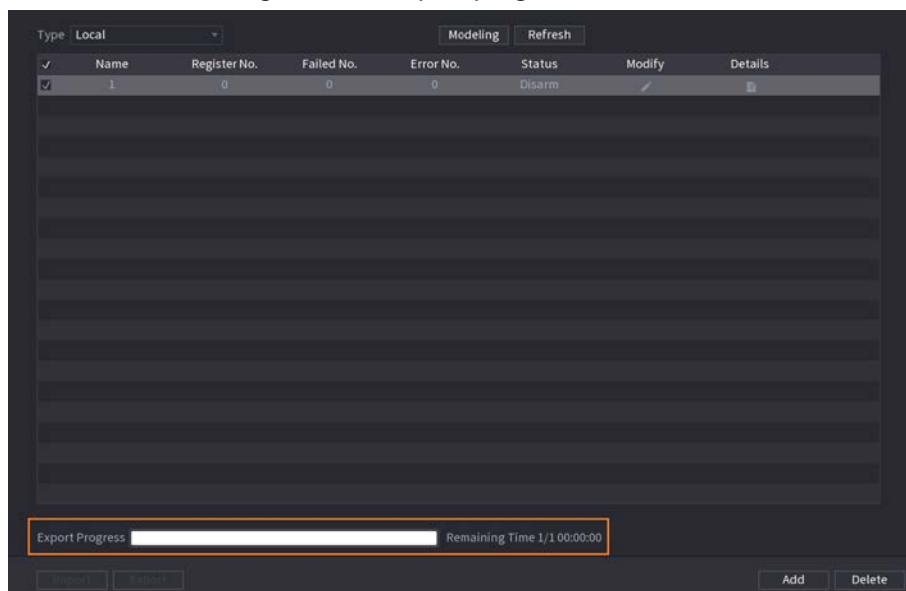 Type Local Modeling Refresh
Name Register No. Failed No. Error No. Status Modify Details
1 0 0 0 Disarm
Export Progress Remaining Time 1/1 00:00:00
Import Export Add Delete